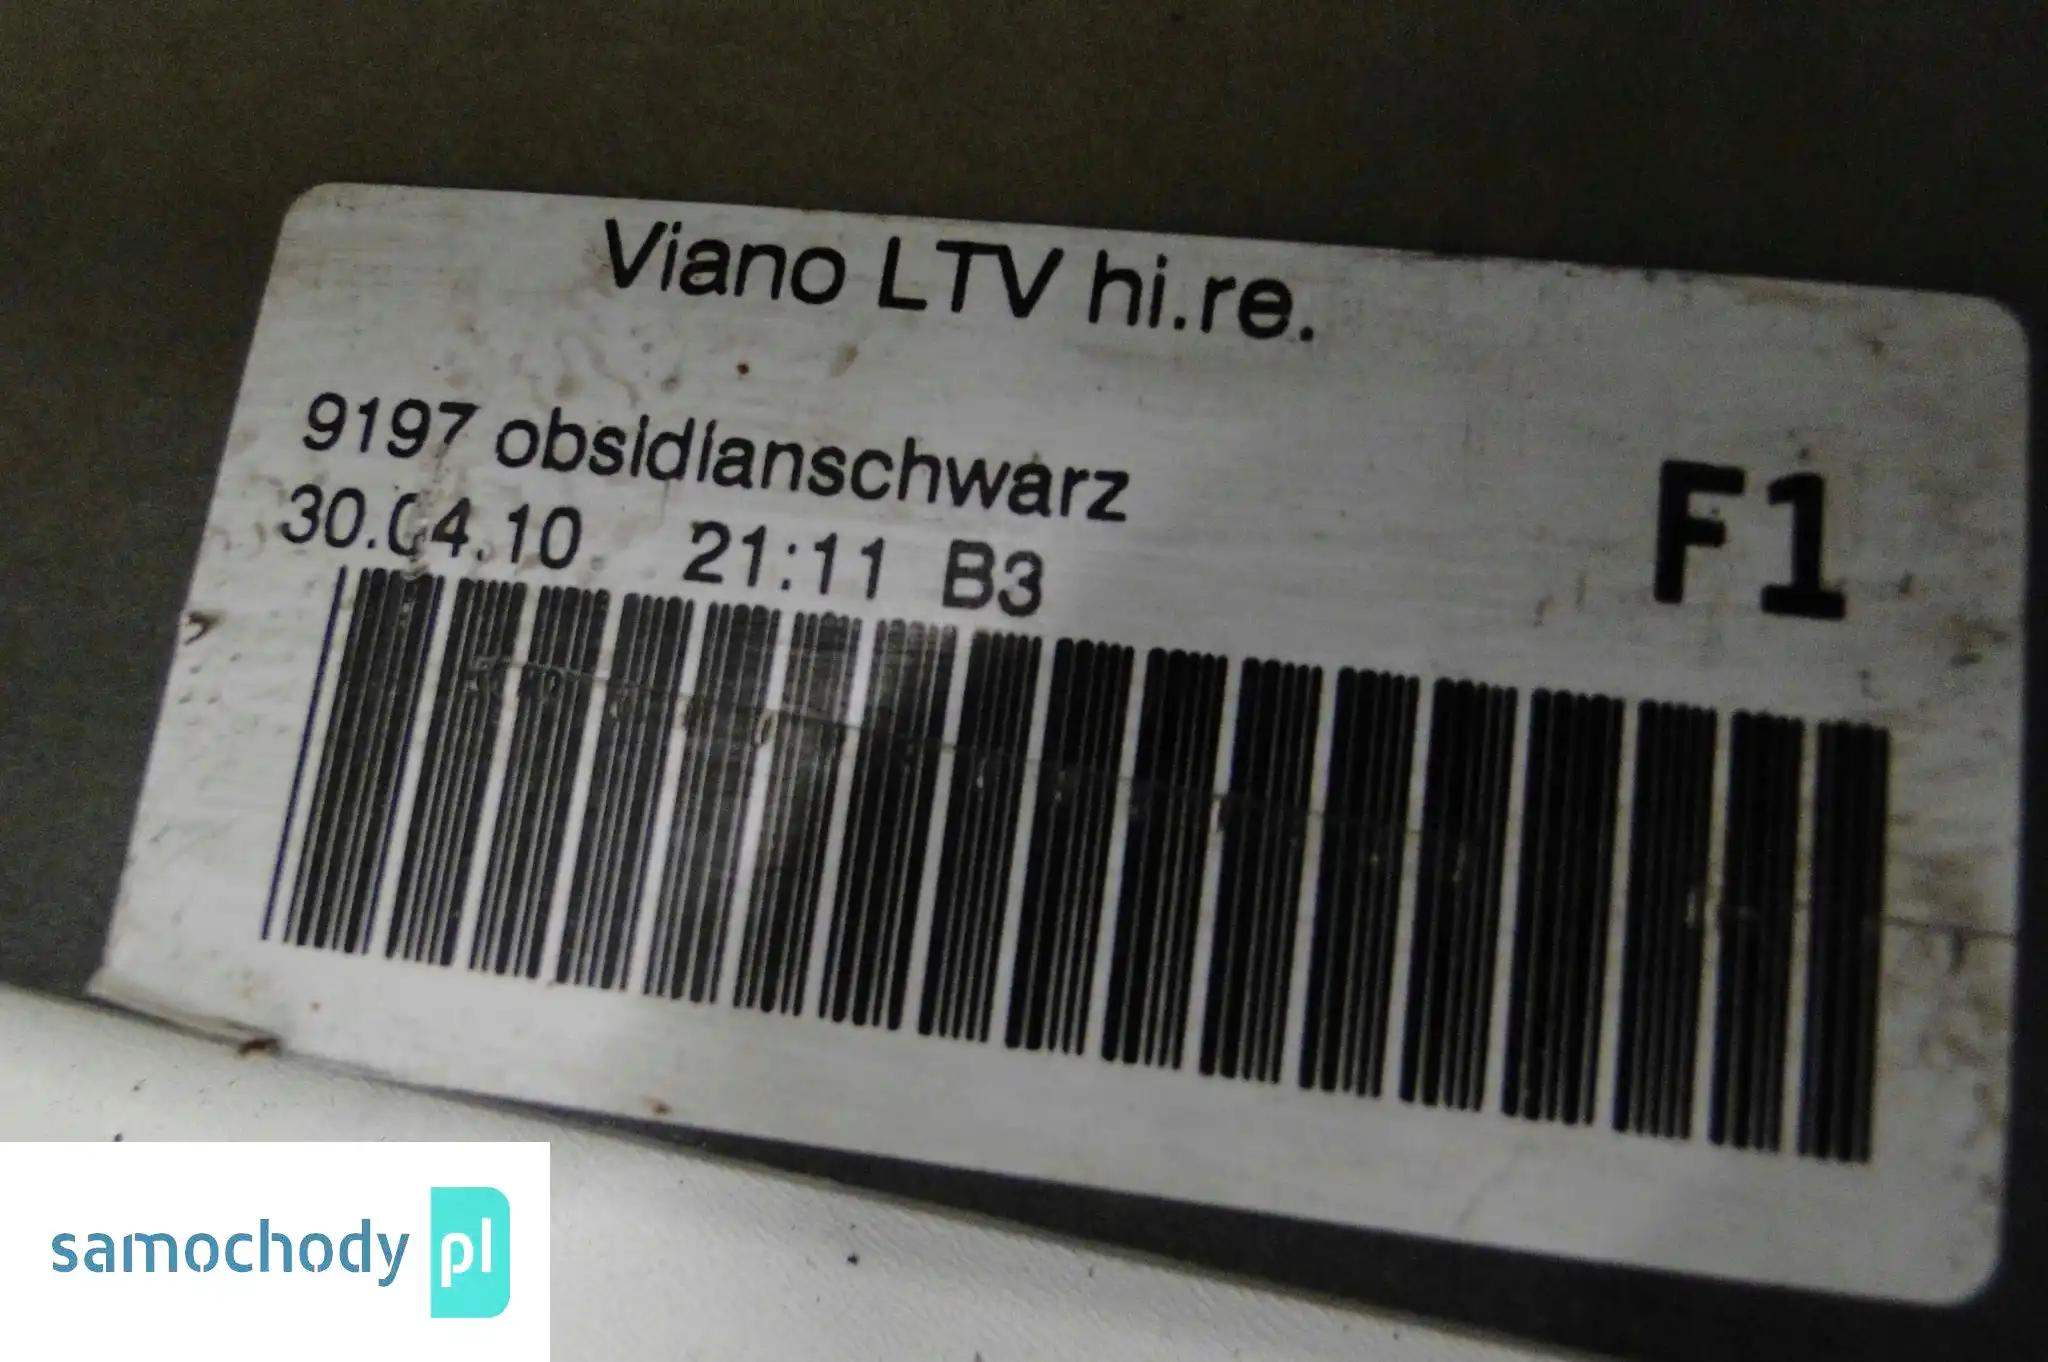 Viano LTV hi.re.
9197 obsidianschwarz
F1
30.04.10 21:11 B3
samochody pl